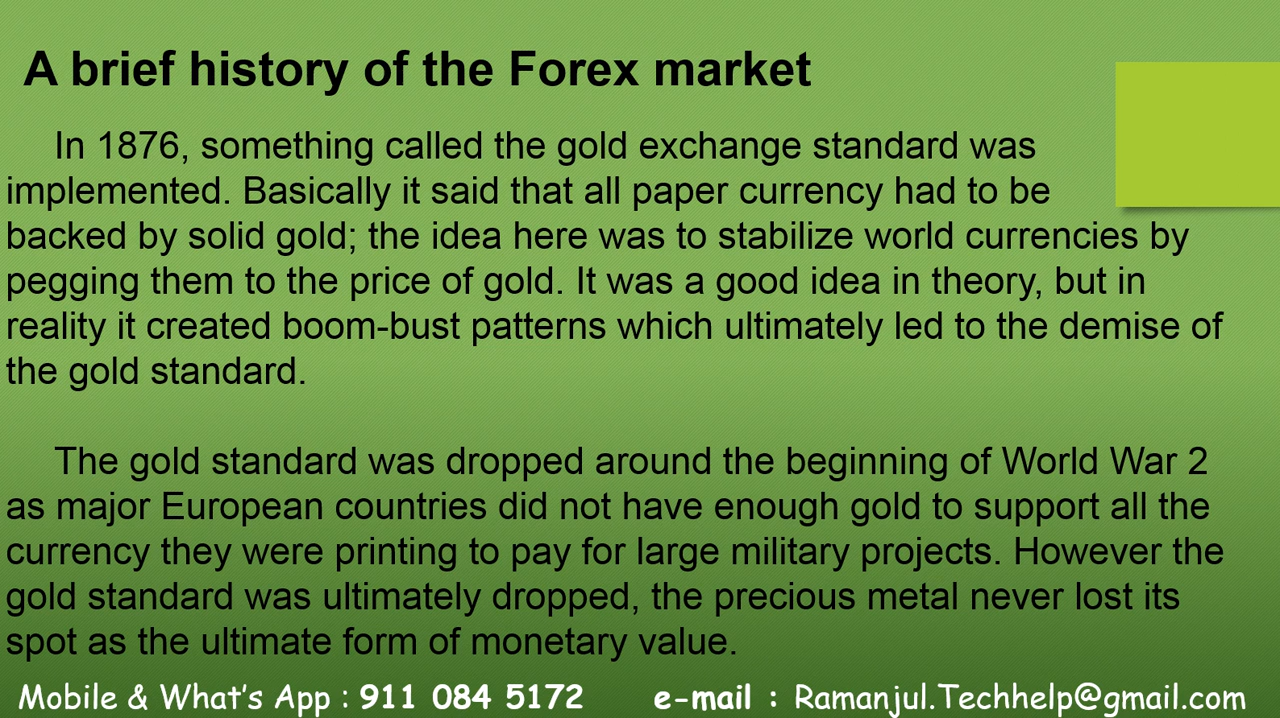 A brief history of the Forex market
In 1876, something called the gold exchange standard was
implemented. Basically it said that all paper currency had to be
backed by solid gold; the idea here was to stabilize world currencies by
pegging them to the price of gold. It was a good idea in theory, but in
reality it created boom-bust patterns which ultimately led to the demise of
the gold standard.
The gold standard was dropped around the beginning of World War 2
as major European countries did not have enough gold to support all the
currency they were printing to pay for large military projects. However the
gold standard was ultimately dropped, the precious metal never lost its
spot as the ultimate form of monetary value.
Mobile & What's App : 911 084 5172 e-mail : Ramanjul.Techhelp@gmail.com